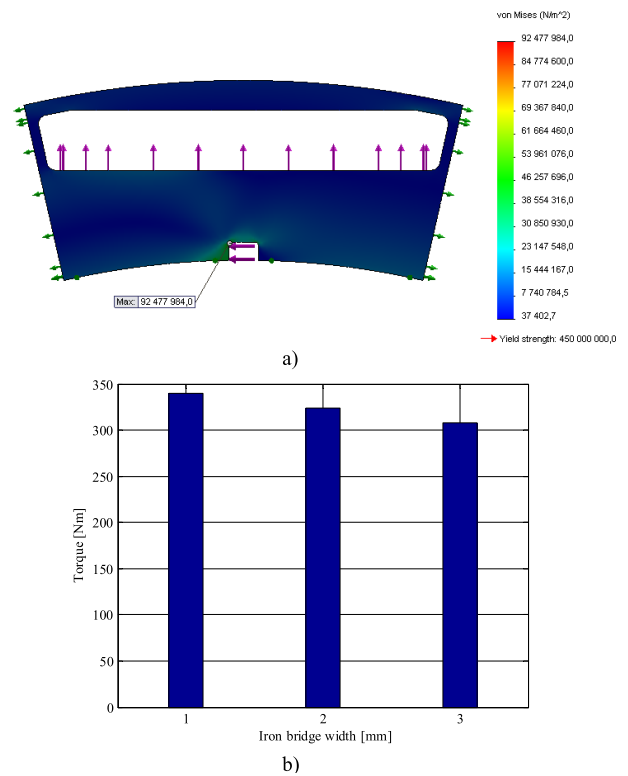 von Mises (N/m^2)
92 477 984,0
84 774 600,0
77 071 224,0
69 367 840,0
61 664 460,0
53 961 076,0
46 257 696,0
38 554 316,0
30 850 930,0
23 147 548,0
15 444 167,0
7 740 784,5
37 402,7
Yield strength: 450 000 000,0
Max: 92 477 984,0
a)
350
300
250
200
150
100
50
0
Torque [Nm]
1 2 3
Iron bridge width [mm]
b)